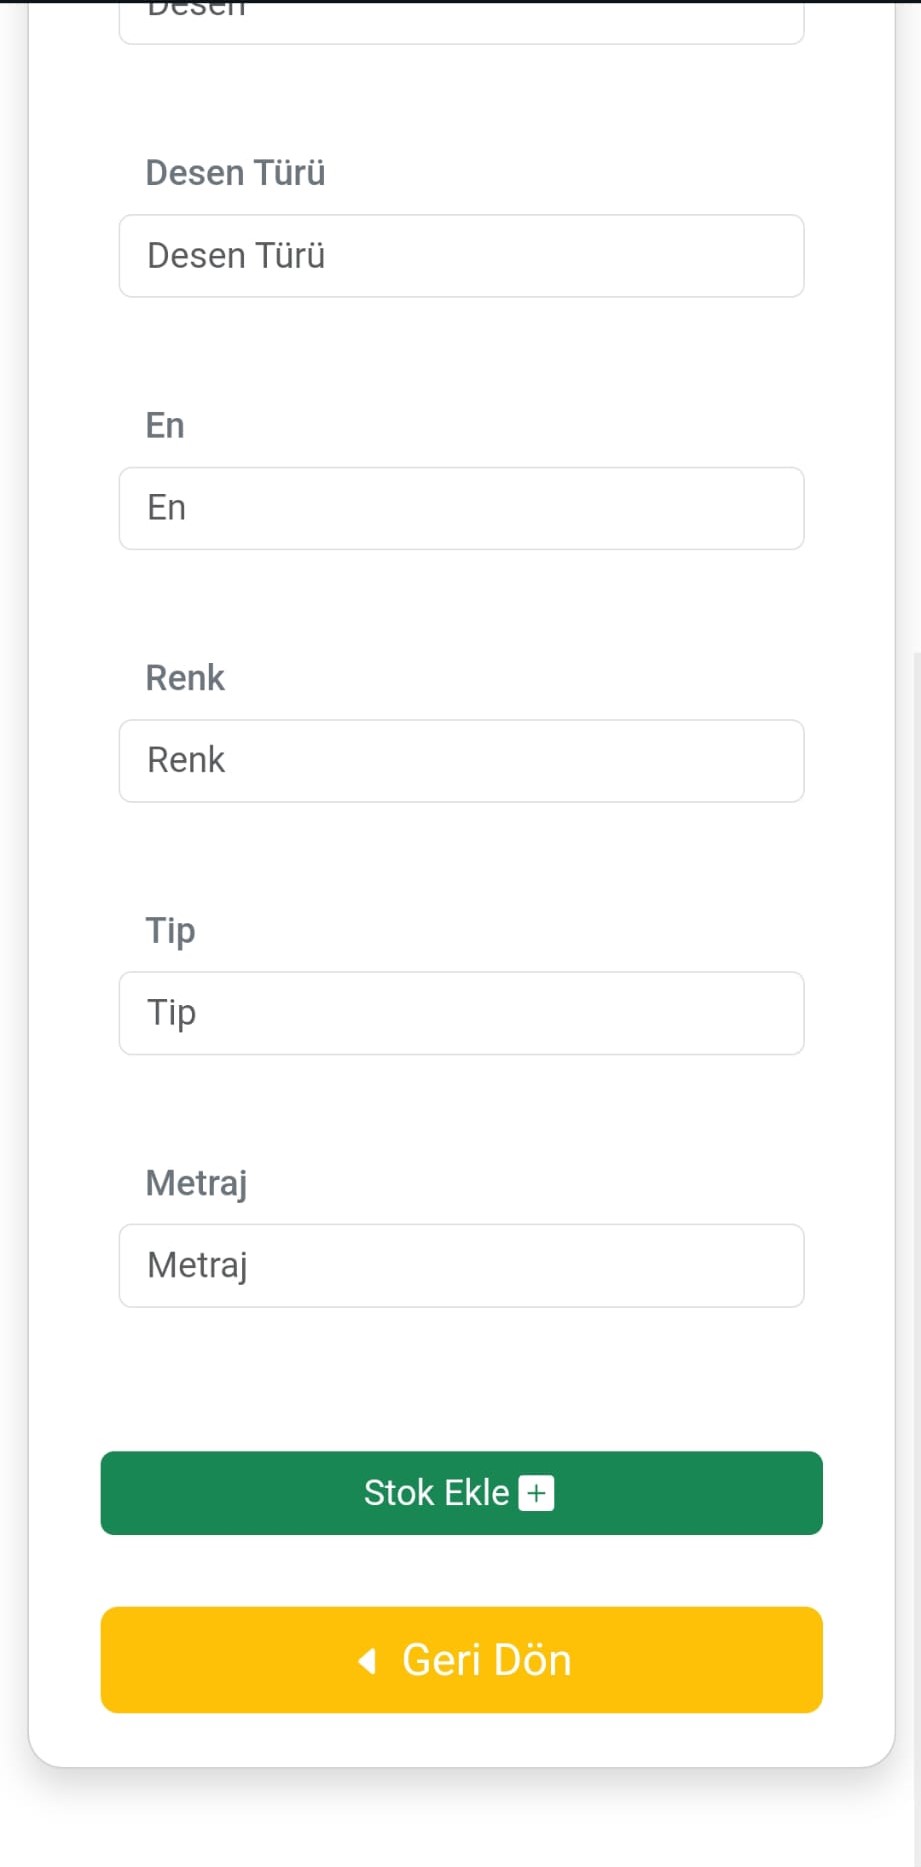 Desen
Desen Türü
Desen Türü
En
En
Renk
Renk
Tip
Tip
Metraj
Metraj
Stok Ekle
Geri Dön